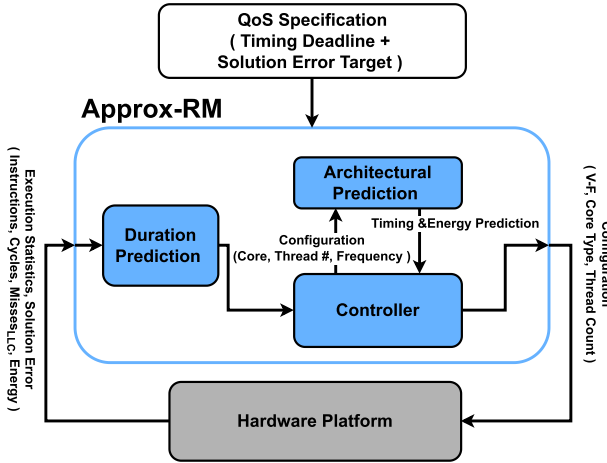 QoS Specification
( Timing Deadline +
Solution Error Target )
Approx-RM
Architectural
Prediction
Timing &Energy Prediction
Configuration
(Core, Thread #, Frequency )
Duration
Prediction
Controller
Execution Statistics, Solution Error
( Instructions, Cycles, Misses_LLC, Energy )
Configuration
( V-F, Core Type, Thread Count )
Hardware Platform